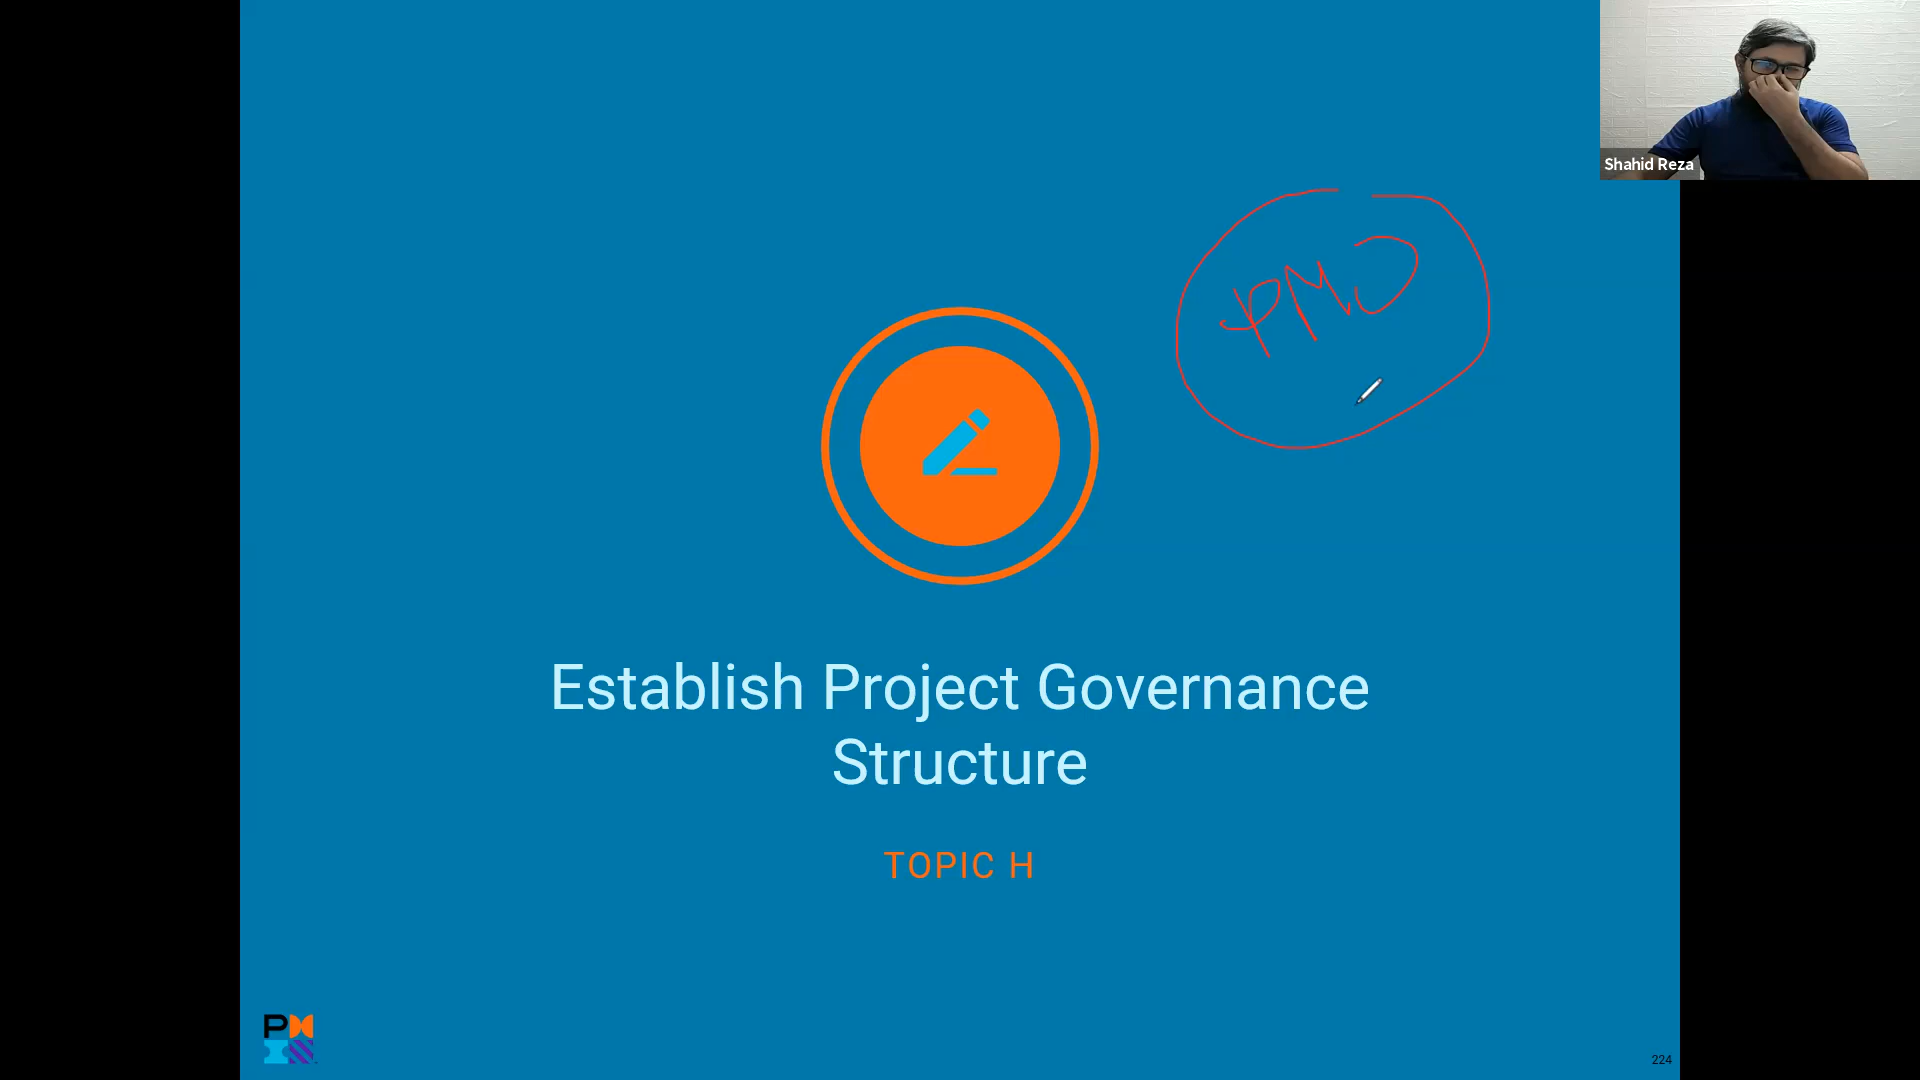 Shahid Reza
PMO
Establish Project Governance
Structure
TOPIC H
224